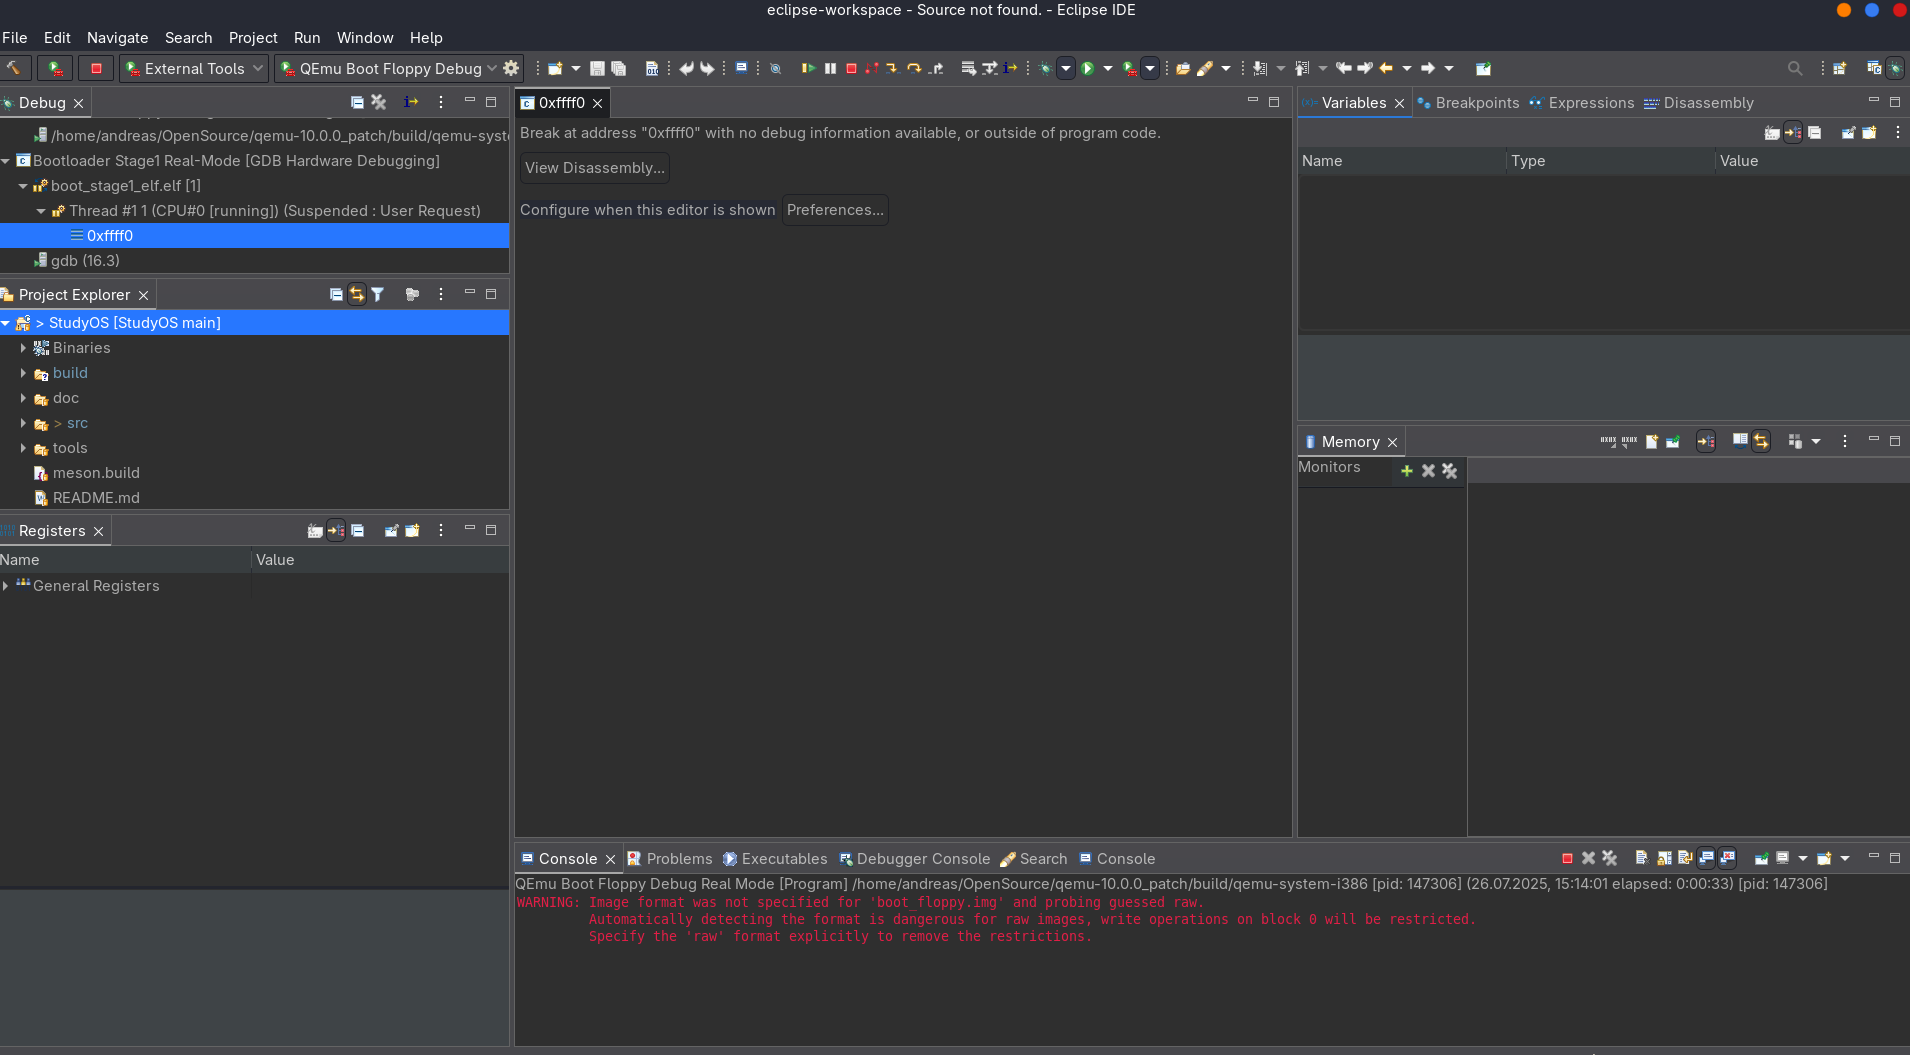 eclipse-workspace - Source not found. - Eclipse IDE
File Edit Navigate Search Project Run Window Help
External Tools QEmu Boot Floppy Debug
Debug
/home/andreas/OpenSource/qemu-10.0.0_patch/build/qemu-syst
Bootloader Stage1 Real-Mode [GDB Hardware Debugging]
boot_stage1_elf.elf [1]
Thread #1 1 (CPU#0 [running]) (Suspended : User Request)
0xffff0
gdb (16.3)
Project Explorer
> StudyOS [StudyOS main]
Binaries
build
doc
> src
tools
meson.build
README.md
Registers
Name Value
General Registers
0xffff0
Break at address "0xffff0" with no debug information available, or outside of program code.
View Disassembly...
Configure when this editor is shown Preferences...
Variables Breakpoints Expressions Disassembly
Name Type Value
Memory
Monitors
Console Problems Executables Debugger Console Search Console
QEmu Boot Floppy Debug Real Mode [Program] /home/andreas/OpenSource/qemu-10.0.0_patch/build/qemu-system-i386 [pid: 147306] (26.07.2025, 15:14:01 elapsed: 0:00:33) [pid: 147306]
WARNING: Image format was not specified for 'boot_floppy.img' and probing guessed raw.
Automatically detecting the format is dangerous for raw images, write operations on block 0 will be restricted.
Specify the 'raw' format explicitly to remove the restrictions.